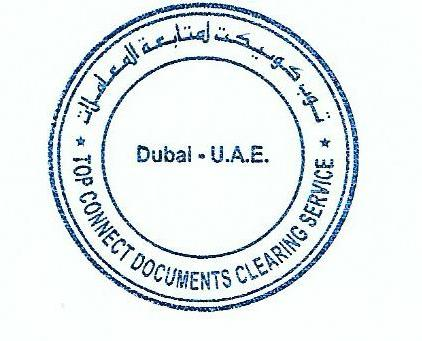 توب كونيكت لمتابعة المعاملات
Dubai - U.A.E.
★ TOP CONNECT DOCUMENTS CLEARING SERVICE ★